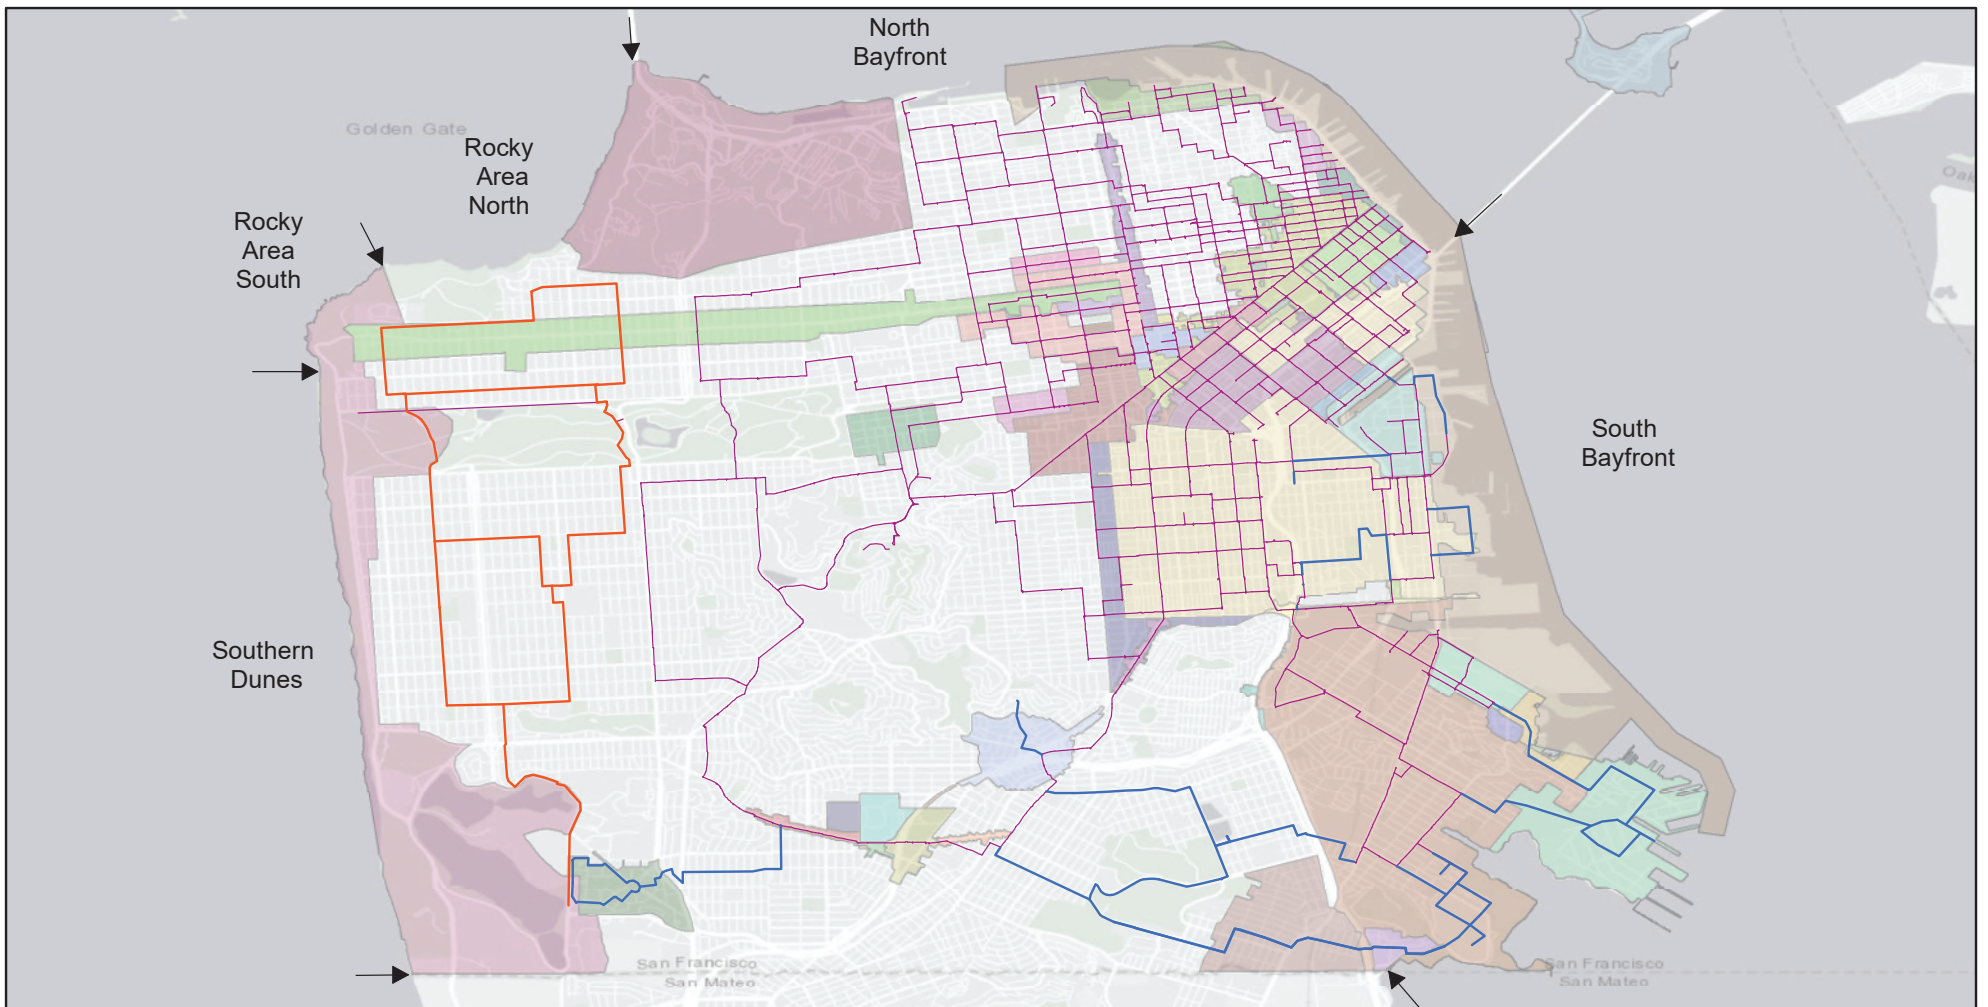 North
Bayfront
Golden Gate
Rocky
Area
North
Rocky
Area
South
Oak
South
Bayfront
Southern
Dunes
San Francisco
San Mateo
San Francisco
San Mateo